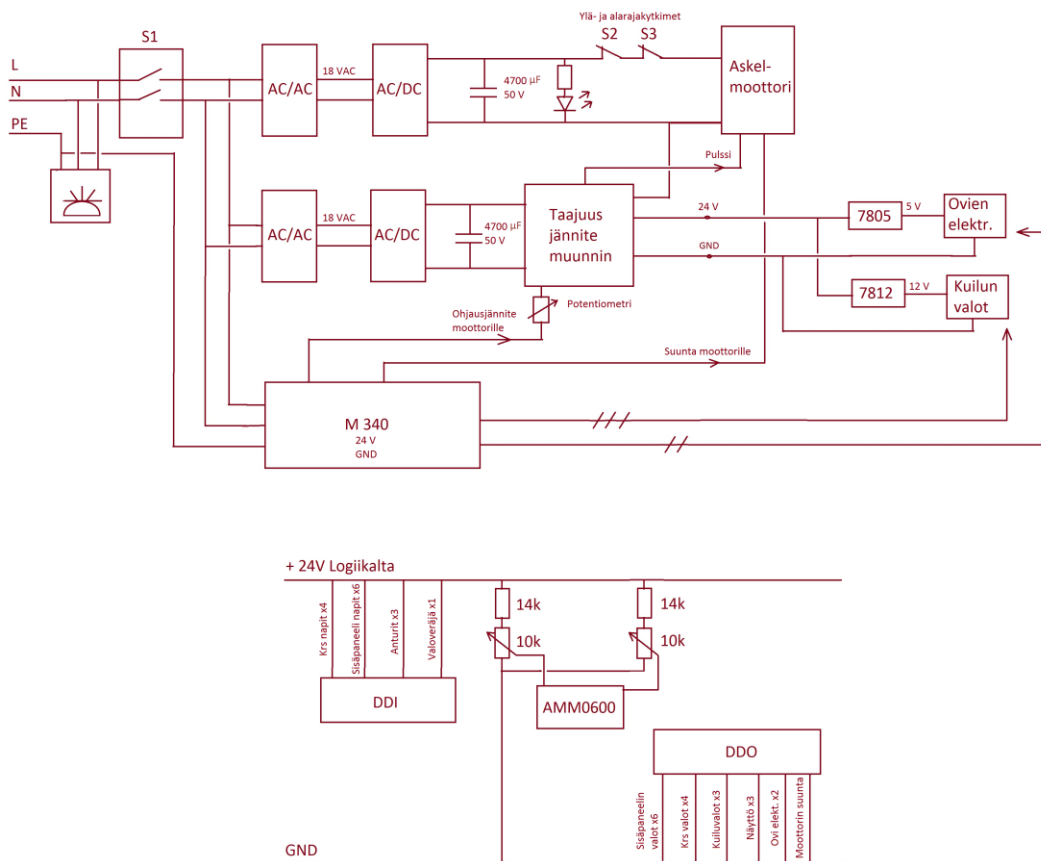 Ylä- ja alarajakytkimet
S1
S2
S3
L
N
PE
AC/AC
18 VAC
AC/DC
4700 µF
50 V
Askel-
moottori
Pulssi
AC/AC
18 VAC
AC/DC
4700 µF
50 V
Taajuus
jännite
muunnin
24 V
GND
7805
5 V
Ovien
elektr.
7812
12 V
Kuilun
valot
Potentiometri
Ohjausjännite
moottorille
Suunta moottorille
M 340
24 V
GND
+ 24V Logiikalta
Krs napit x4
Sisäpaneeli napit x6
Anturit x3
Valoveräjä x1
DDI
14k
10k
14k
10k
AMM0600
DDO
Sisäpaneelin
valot x6
Krs valot x4
Kuiluvalot x3
Näyttö x3
Ovi elekt. x2
Moottorin suunta
GND